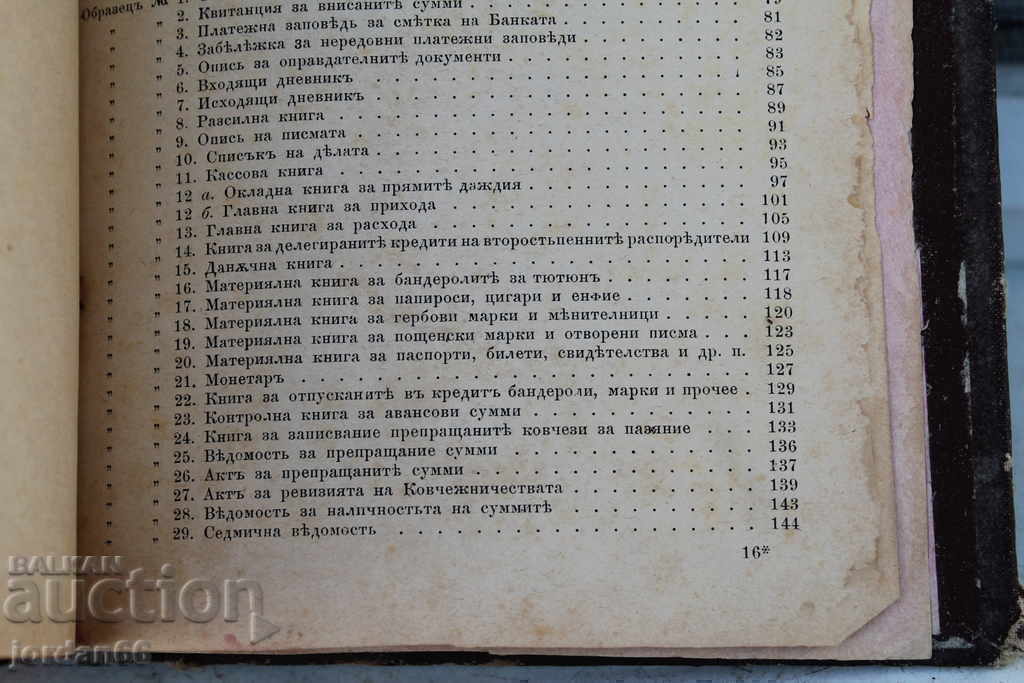 Образецъ №
„ „ 2. Квитанция за вписаните сумми . . . 79
„ „ 3. Платежна заповѣдь за смѣтка на Банката . . . 81
„ „ 4. Забѣлѣжка за нередовни платежни заповѣди . . . 82
„ „ 5. Опись за оправдателнитѣ документи . . . 83
„ „ 6. Входящи дневникъ . . . 85
„ „ 7. Исходящи дневникъ . . . 87
„ „ 8. Разсилна книга . . . 89
„ „ 9. Опись на писмата . . . 91
„ „ 10. Списъкъ на дѣлата . . . 93
„ „ 11. Кассова книга . . . 95
„ „ 12 а. Окладна книга за прямитѣ даждия . . . 97
„ „ 12 б. Главна книга за прихода . . . 101
„ „ 13. Главна книга за расхода . . . 105
„ „ 14. Книга за делегиранитѣ кредити на второстьпеннитѣ распорѣдители 109
„ „ 15. Данѫчна книга . . . 113
„ „ 16. Материялна книга за бандеролитѣ за тютюнъ . . . 117
„ „ 17. Материялна книга за папироси, цигари и енфие . . . 118
„ „ 18. Материялна книга за гербови марки и мѣнителници . . . 120
„ „ 19. Материялна книга за пощенски марки и отворени писма . . . 123
„ „ 20. Материялна книга за паспорти, билети, свидѣтелства и др. п. 125
„ „ 21. Монетаръ . . . 127
„ „ 22. Книга за отпусканитѣ въ кредитъ бандероли, марки и прочее . 129
„ „ 23. Контролна книга за авансови сумми . . . 131
„ „ 24. Книга за записвание препращанитѣ ковчези за пазяние . . . 133
„ „ 25. Вѣдомость за препращание сумми . . . 136
„ „ 26. Актъ за препращанитѣ сумми . . . 137
„ „ 27. Актъ за ревизията на Ковчежничествата . . . 139
„ „ 28. Вѣдомость за наличностьта на суммитѣ . . . 143
„ „ 29. Седмична вѣдомость . . . 144
16*
BALKAN
auction
jordan66